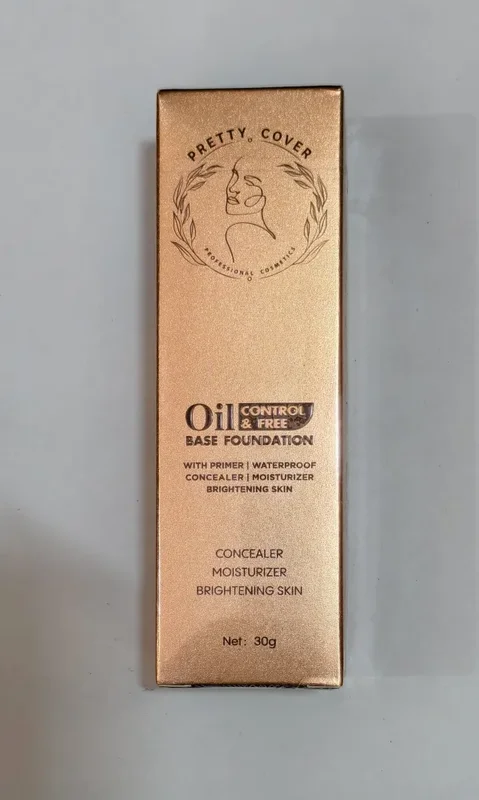 PRETTY COVER
PROFESSIONAL COSMETICS
Oil CONTROL
& FREE
BASE FOUNDATION
WITH PRIMER | WATERPROOF
CONCEALER | MOISTURIZER
BRIGHTENING SKIN
CONCEALER
MOISTURIZER
BRIGHTENING SKIN
Net: 30g